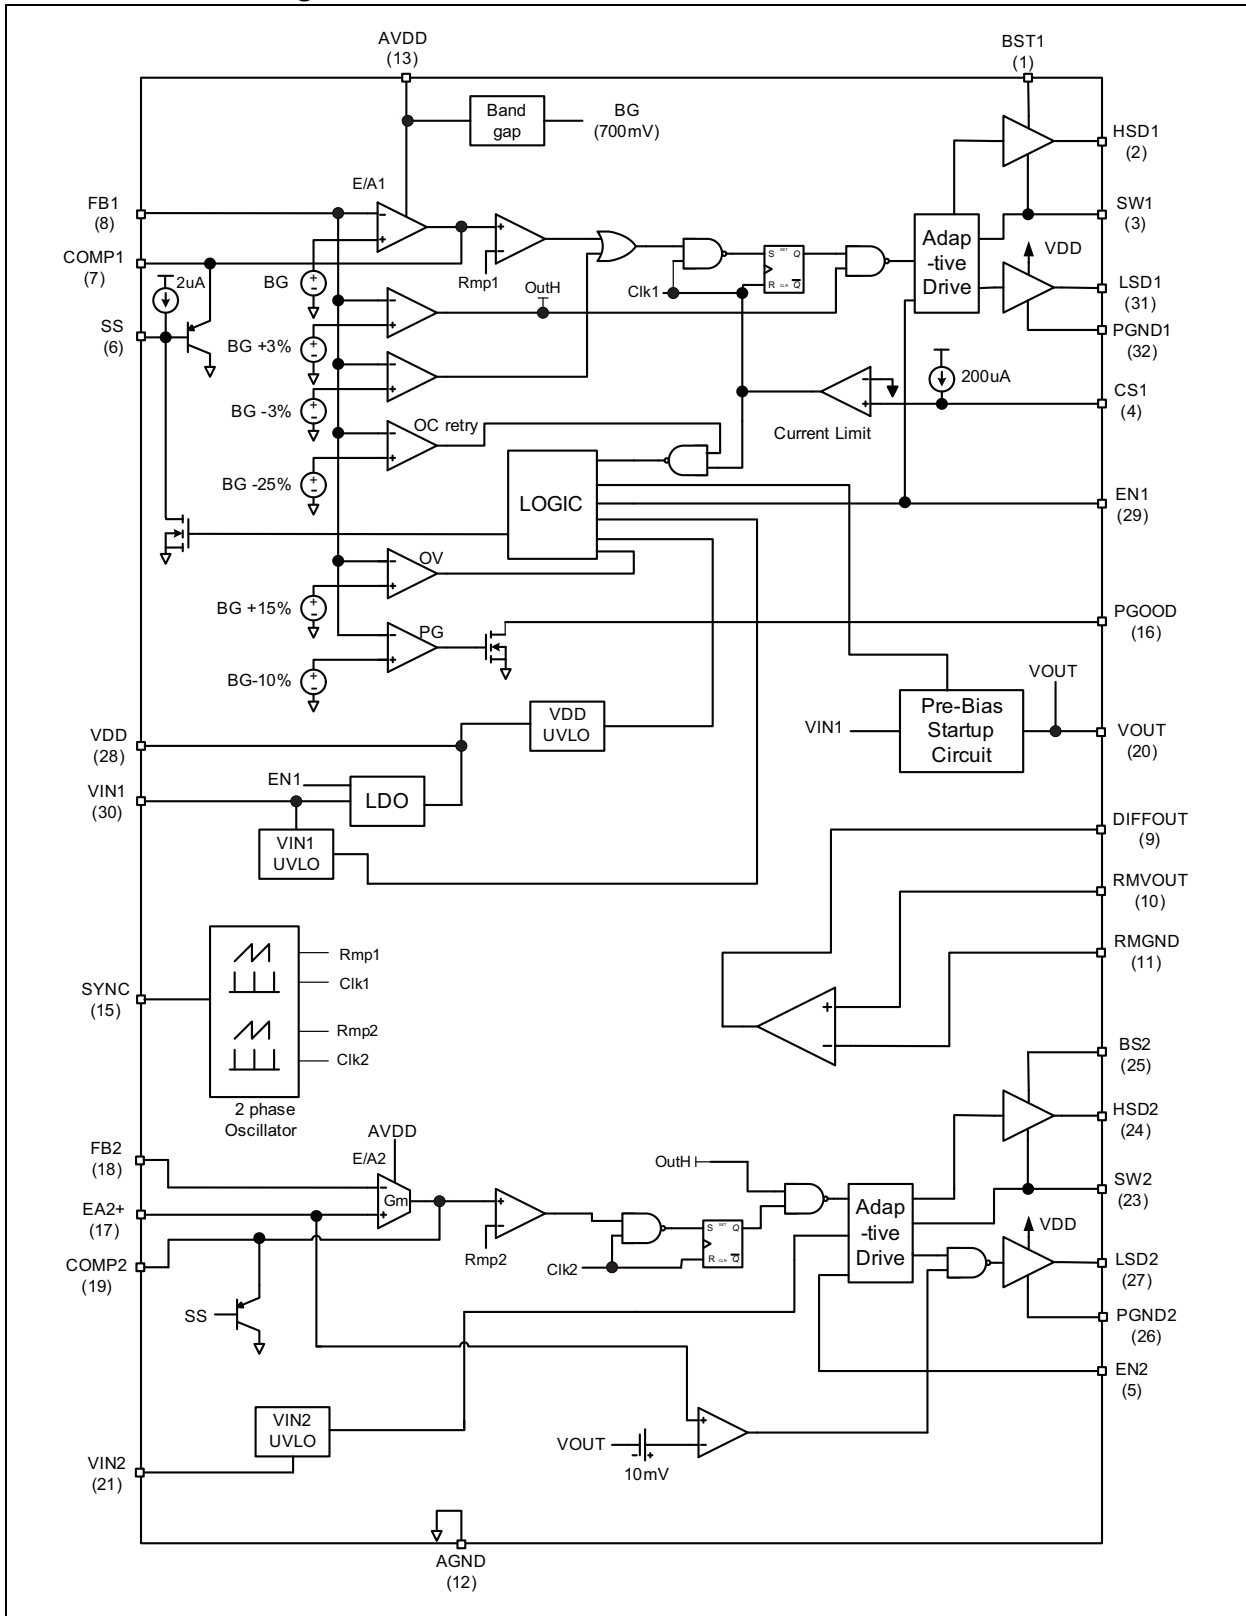 g
AVDD
(13)
BST1
(1)
Band
gap
BG
(700mV)
HSD1
(2)
E/A1
FB1
(8)
SW1
(3)
COMP1
(7)
2uA
BG
Rmp1
Clk1
S SET Q
R CLR Q
Adap
-tive
Drive
VDD
LSD1
(31)
OutH
SS
(6)
BG +3%
PGND1
(32)
200uA
CS1
(4)
BG -3%
OC retry
Current Limit
BG -25%
LOGIC
EN1
(29)
OV
BG +15%
PGOOD
(16)
PG
BG-10%
VOUT
VDD
UVLO
VIN1
Pre-Bias
Startup
Circuit
VOUT
(20)
VDD
(28)
EN1
VIN1
(30)
LDO
VIN1
UVLO
DIFFOUT
(9)
RMVOUT
(10)
RMGND
(11)
Rmp1
Clk1
SYNC
(15)
Rmp2
Clk2
2 phase
Oscillator
BS2
(25)
HSD2
(24)
AVDD
FB2
(18)
E/A2
Gm
OutH
SW2
(23)
EA2+
(17)
Rmp2
Clk2
S SET Q
R CLR Q
Adap
-tive
Drive
VDD
COMP2
(19)
LSD2
(27)
SS
PGND2
(26)
EN2
(5)
VIN2
UVLO
VOUT
10mV
VIN2
(21)
AGND
(12)